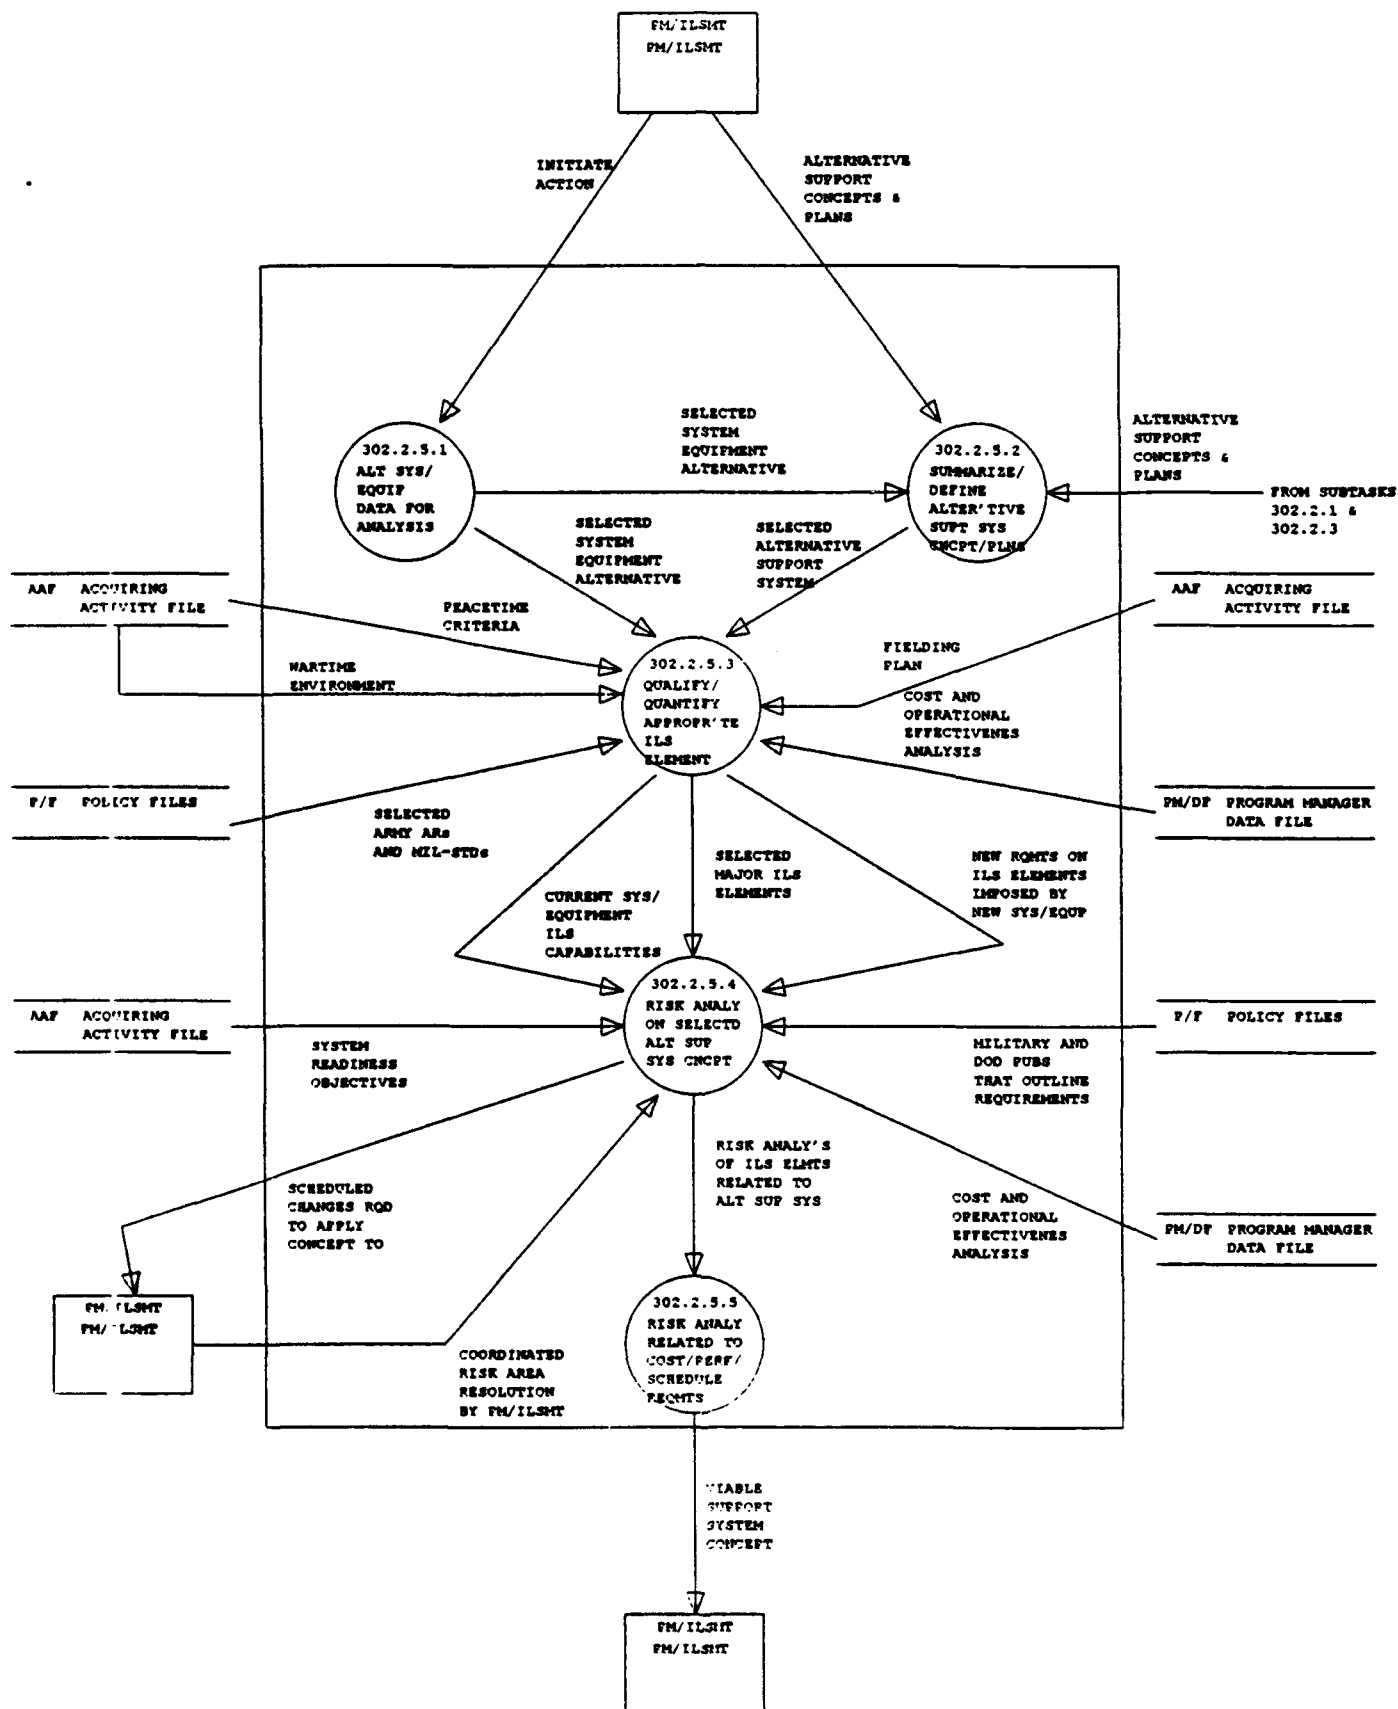 PM/ILSMT
PM/ILSMT
INITIATE
ACTION
ALTERNATIVE
SUPPORT
CONCEPTS &
PLANS
302.2.5.1
ALT SYS/
EQUIP
DATA FOR
ANALYSIS
SELECTED
SYSTEM
EQUIPMENT
ALTERNATIVE
302.2.5.2
SUMMARIZE/
DEFINE
ALTER'TIVE
SUPT SYS
CNCPT/PLNS
ALTERNATIVE
SUPPORT
CONCEPTS &
PLANS
FROM SUBTASKS
302.2.1 &
302.2.3
SELECTED
SYSTEM
EQUIPMENT
ALTERNATIVE
SELECTED
ALTERNATIVE
SUPPORT
SYSTEM
AAF ACQUIRING
ACTIVITY FILE
PEACETIME
CRITERIA
WARTIME
ENVIRONMENT
302.2.5.3
QUALIFY/
QUANTIFY
APPROPR'TE
ILS
ELEMENT
FIELDING
PLAN
AAF ACQUIRING
ACTIVITY FILE
COST AND
OPERATIONAL
EFFECTIVENES
ANALYSIS
P/F POLICY FILES
SELECTED
ARMY ARs
AND MIL-STDs
PM/DF PROGRAM MANAGER
DATA FILE
CURRENT SYS/
EQUIPMENT
ILS
CAPABILITIES
SELECTED
MAJOR ILS
ELEMENTS
NEW RQMTS ON
ILS ELEMENTS
IMPOSED BY
NEW SYS/EQUP
302.2.5.4
RISK ANALY
ON SELECTD
ALT SUP
SYS CNCPT
AAF ACQUIRING
ACTIVITY FILE
SYSTEM
READINESS
OBJECTIVES
P/F POLICY FILES
MILITARY AND
DOD PUBS
THAT OUTLINE
REQUIREMENTS
SCHEDULED
CHANGES RQD
TO APPLY
CONCEPT TO
RISK ANALY'S
OF ILS ELMTS
RELATED TO
ALT SUP SYS
COST AND
OPERATIONAL
EFFECTIVENES
ANALYSIS
PM/DF PROGRAM MANAGER
DATA FILE
PM/ILSMT
PM/ILSMT
COORDINATED
RISK AREA
RESOLUTION
BY PM/ILSMT
302.2.5.5
RISK ANALY
RELATED TO
COST/PERF/
SCHEDULE
REQMTS
VIABLE
SUPPORT
SYSTEM
CONCEPT
PM/ILSMT
PM/ILSMT